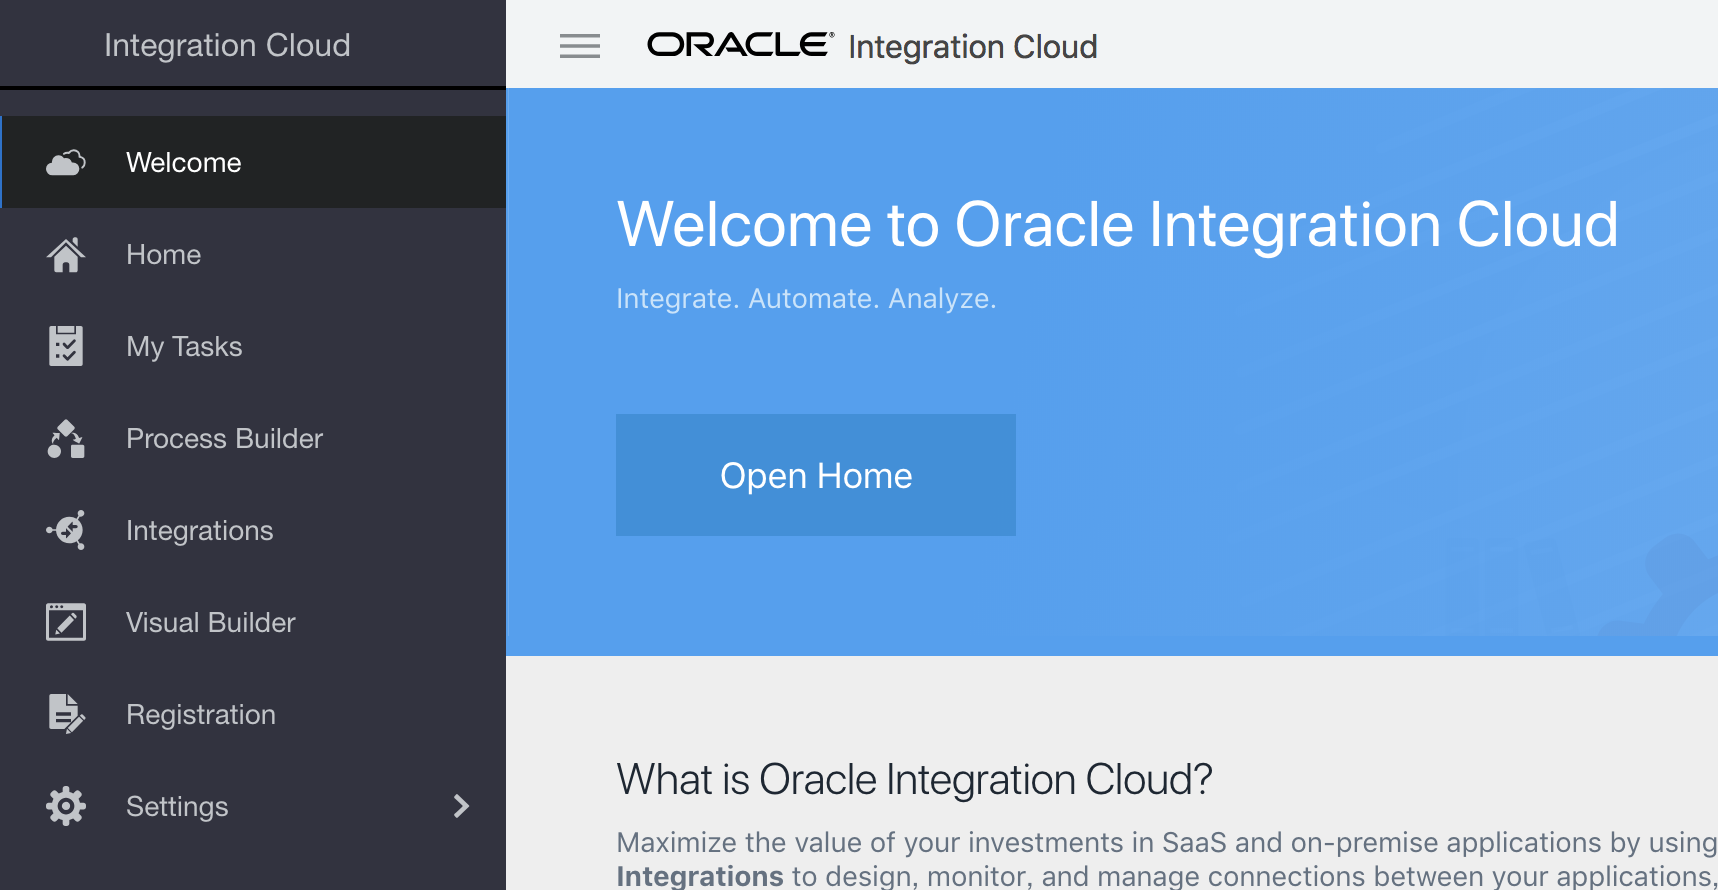 Integration Cloud
Welcome
Home
My Tasks
Process Builder
Integrations
Visual Builder
Registration
Settings
ORACLE® Integration Cloud
Welcome to Oracle Integration Cloud
Integrate. Automate. Analyze.
Open Home
What is Oracle Integration Cloud?
Maximize the value of your investments in SaaS and on-premise applications by using
Integrations to design, monitor, and manage connections between your applications,